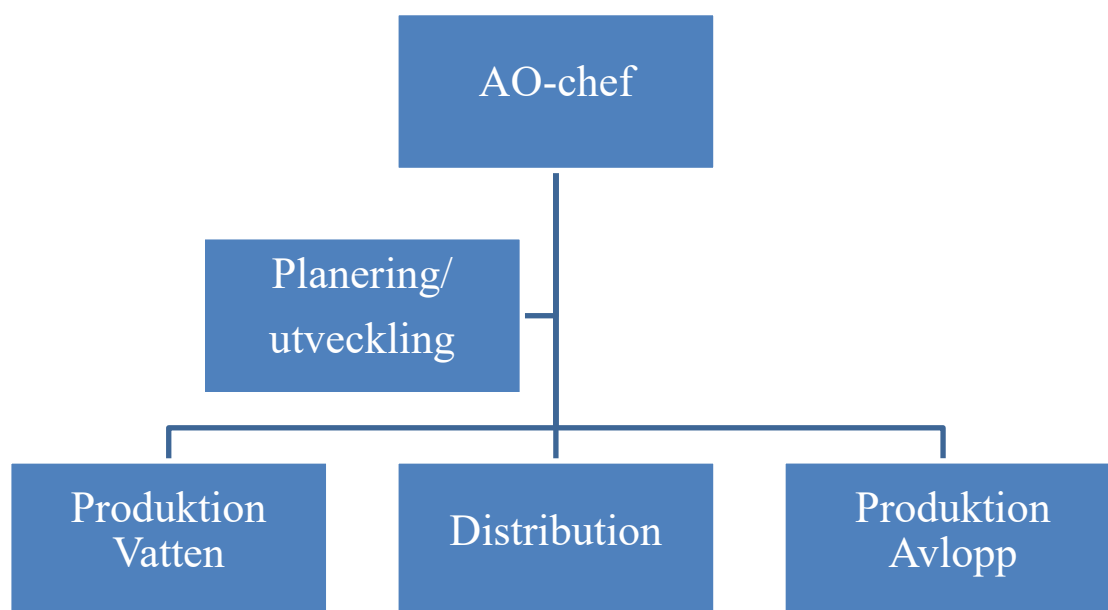 AO-chef
Planering/
utveckling
Produktion
Vatten
Distribution
Produktion
Avlopp